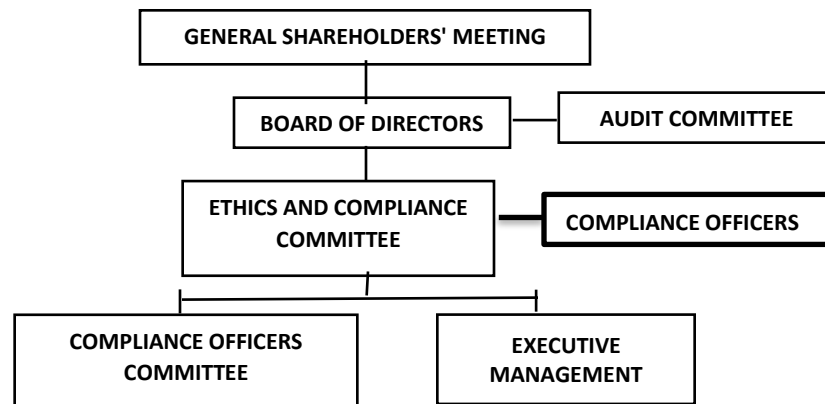 GENERAL SHAREHOLDERS' MEETING
BOARD OF DIRECTORS
AUDIT COMMITTEE
ETHICS AND COMPLIANCE
COMMITTEE
COMPLIANCE OFFICERS
COMPLIANCE OFFICERS
COMMITTEE
EXECUTIVE
MANAGEMENT